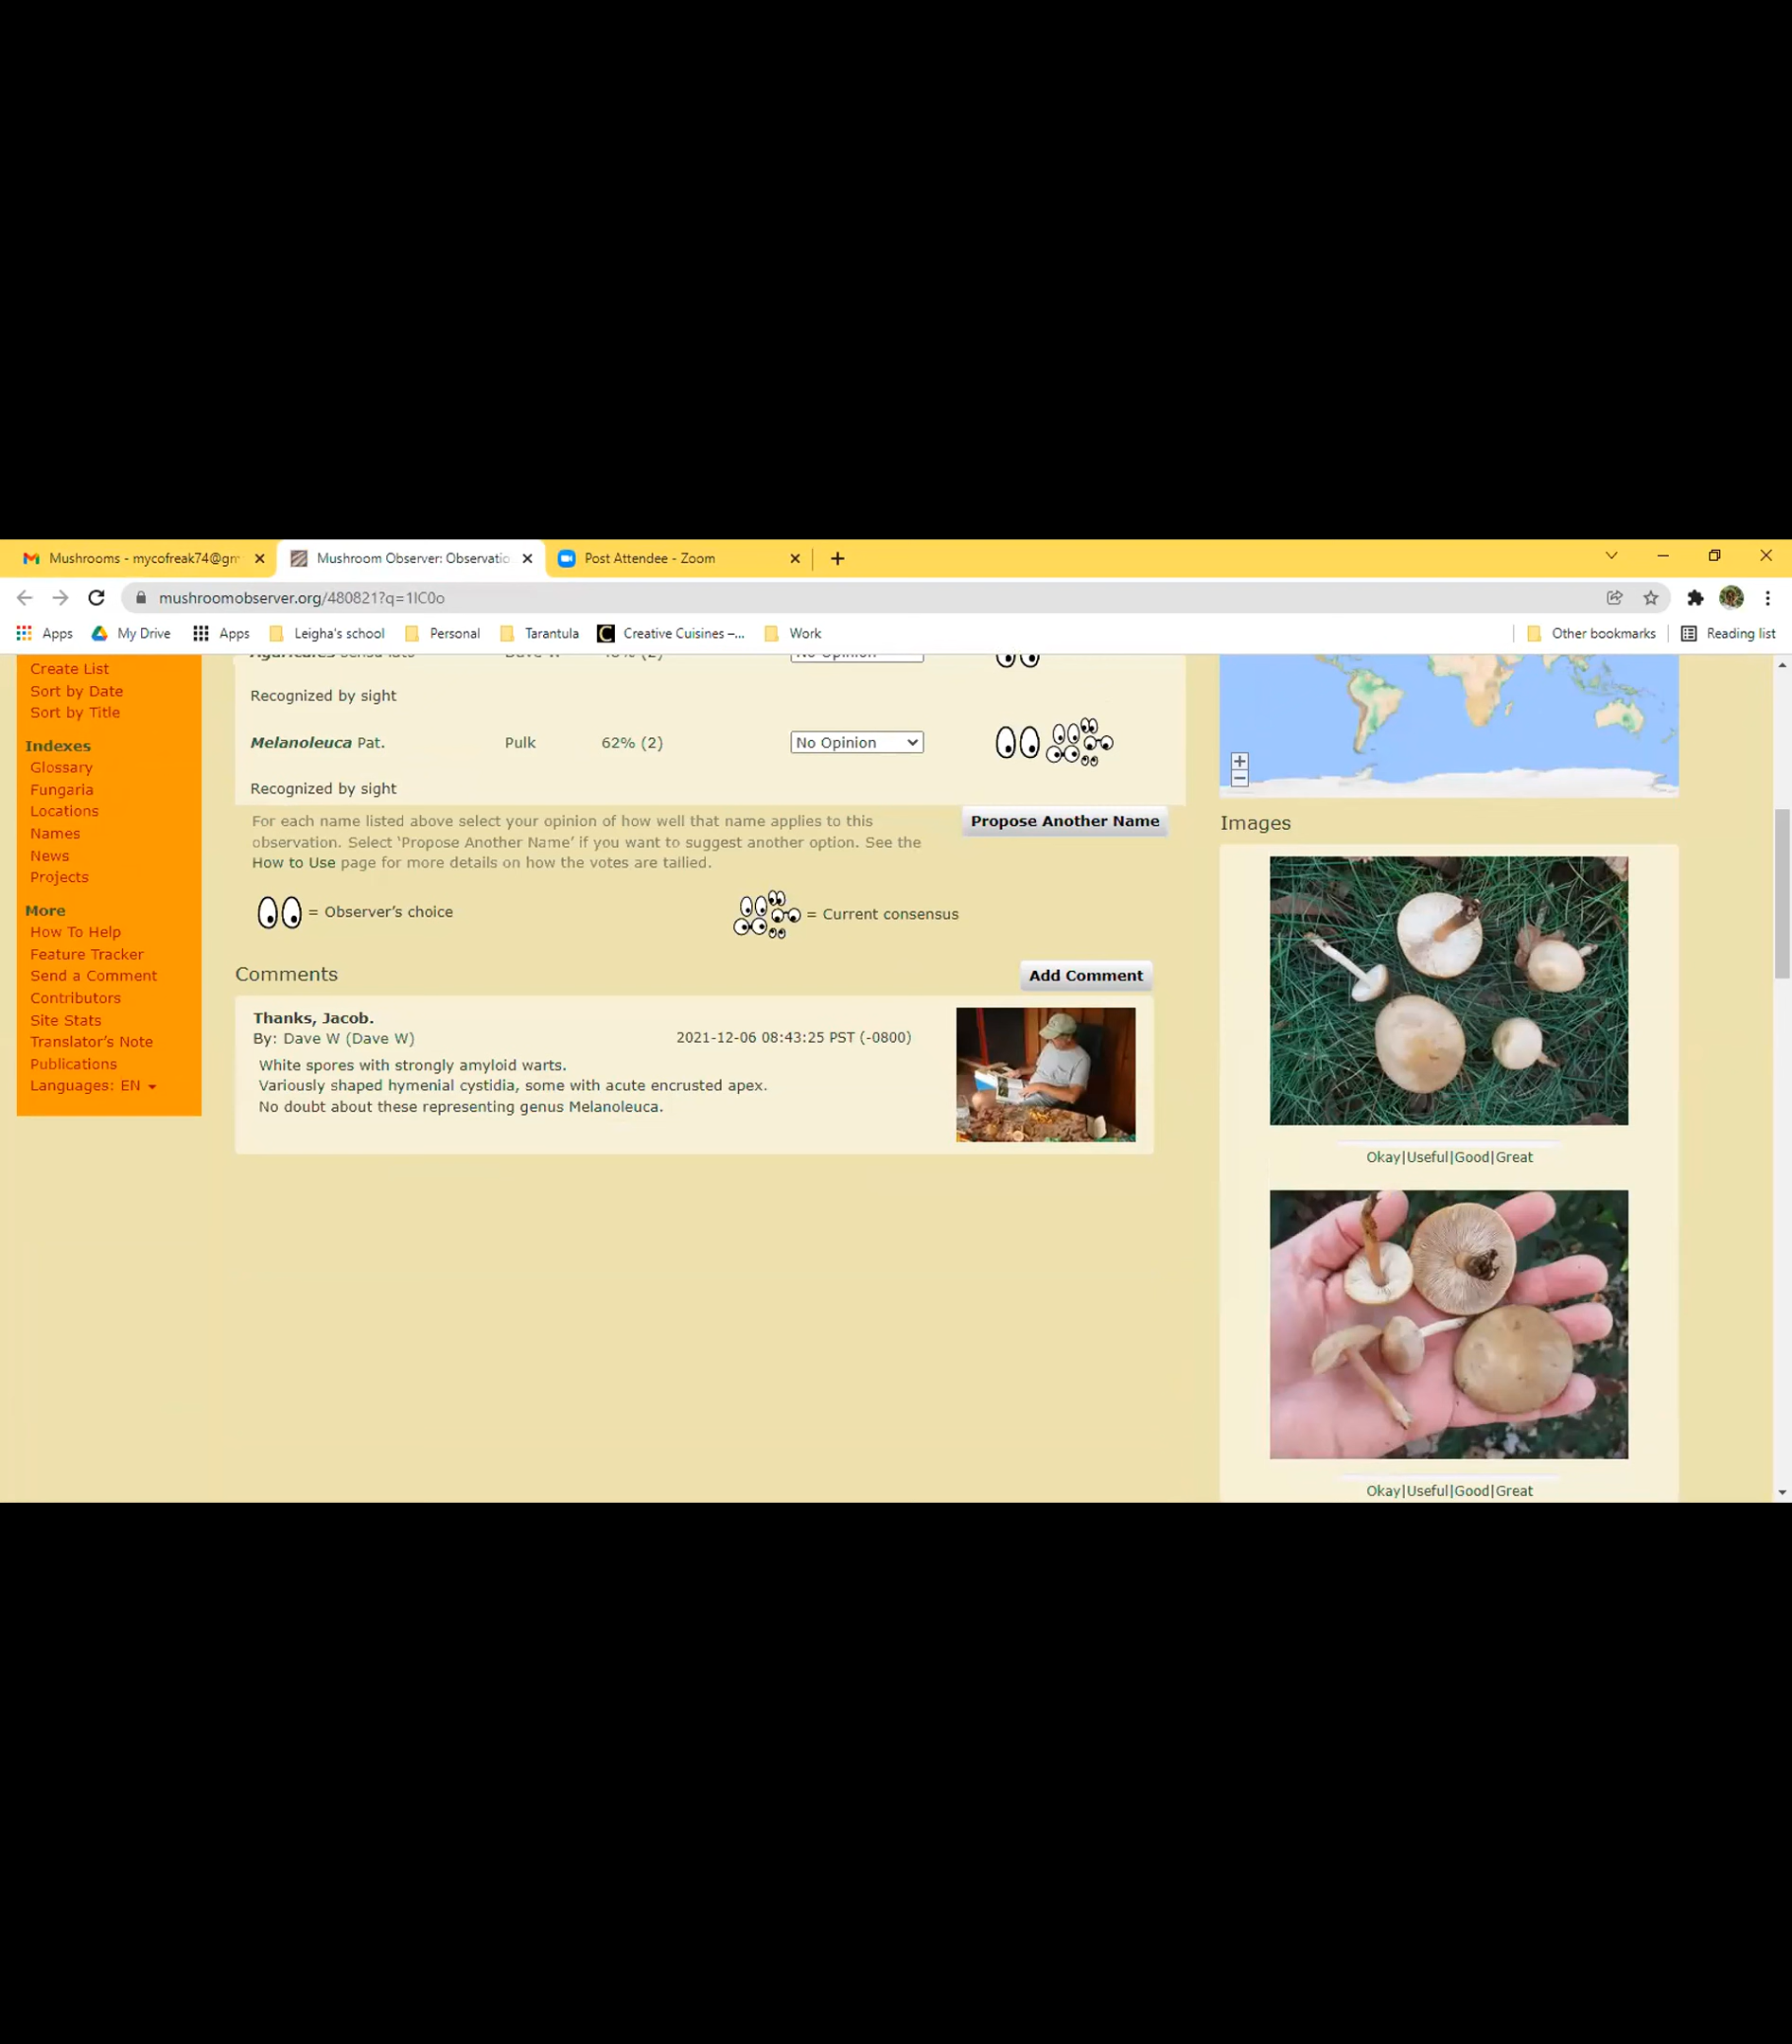 Mushrooms - mycofreak74@gm
Mushroom Observer: Observatio
Post Attendee - Zoom
mushroomobserver.org/480821?q=1lC0o
Apps
My Drive
Apps
Leigha's school
Personal
Tarantula
Creative Cuisines –...
Work
Other bookmarks
Reading list
Create List
Sort by Date
Sort by Title
Indexes
Glossary
Fungaria
Locations
Names
News
Projects
More
How To Help
Feature Tracker
Send a Comment
Contributors
Site Stats
Translator's Note
Publications
Languages: EN
Agaricales sensu lato Dave W (2) No Opinion
Recognized by sight
Melanoleuca Pat. Pulk 62% (2) No Opinion
Recognized by sight
For each name listed above select your opinion of how well that name applies to this
observation. Select ‘Propose Another Name’ if you want to suggest another option. See the
How to Use page for more details on how the votes are tallied.
Propose Another Name
= Observer’s choice
= Current consensus
Comments
Add Comment
Thanks, Jacob.
By: Dave W (Dave W)
2021-12-06 08:43:25 PST (-0800)
White spores with strongly amyloid warts.
Variously shaped hymenial cystidia, some with acute encrusted apex.
No doubt about these representing genus Melanoleuca.
Images
Okay|Useful|Good|Great
Okay|Useful|Good|Great